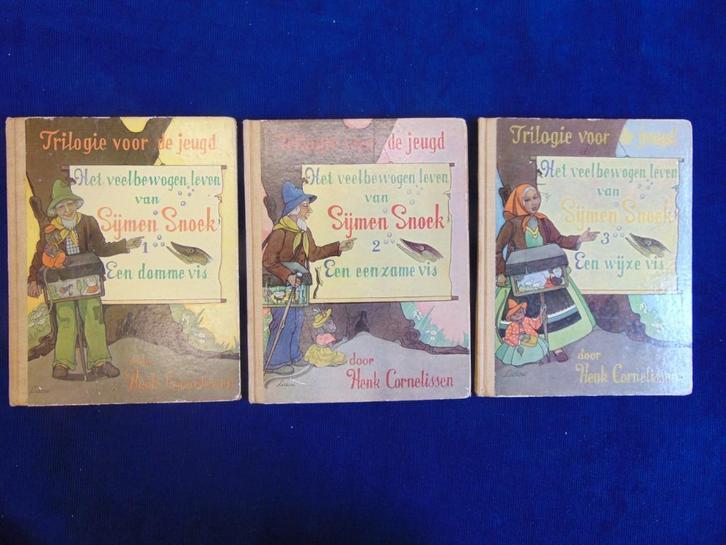 Trilogie voor de jeugd
Het veelbewogen leven
van
Sijmen Snoek
1
Een domme vis
door
Henk Cornelissen
Trilogie voor de jeugd
Het veelbewogen leven
van
Sijmen Snoek
2
Een eenzame vis
door
Henk Cornelissen
Trilogie voor de jeugd
Het veelbewogen leven
van
Sijmen Snoek
3
Een wijze vis
door
Henk Cornelissen